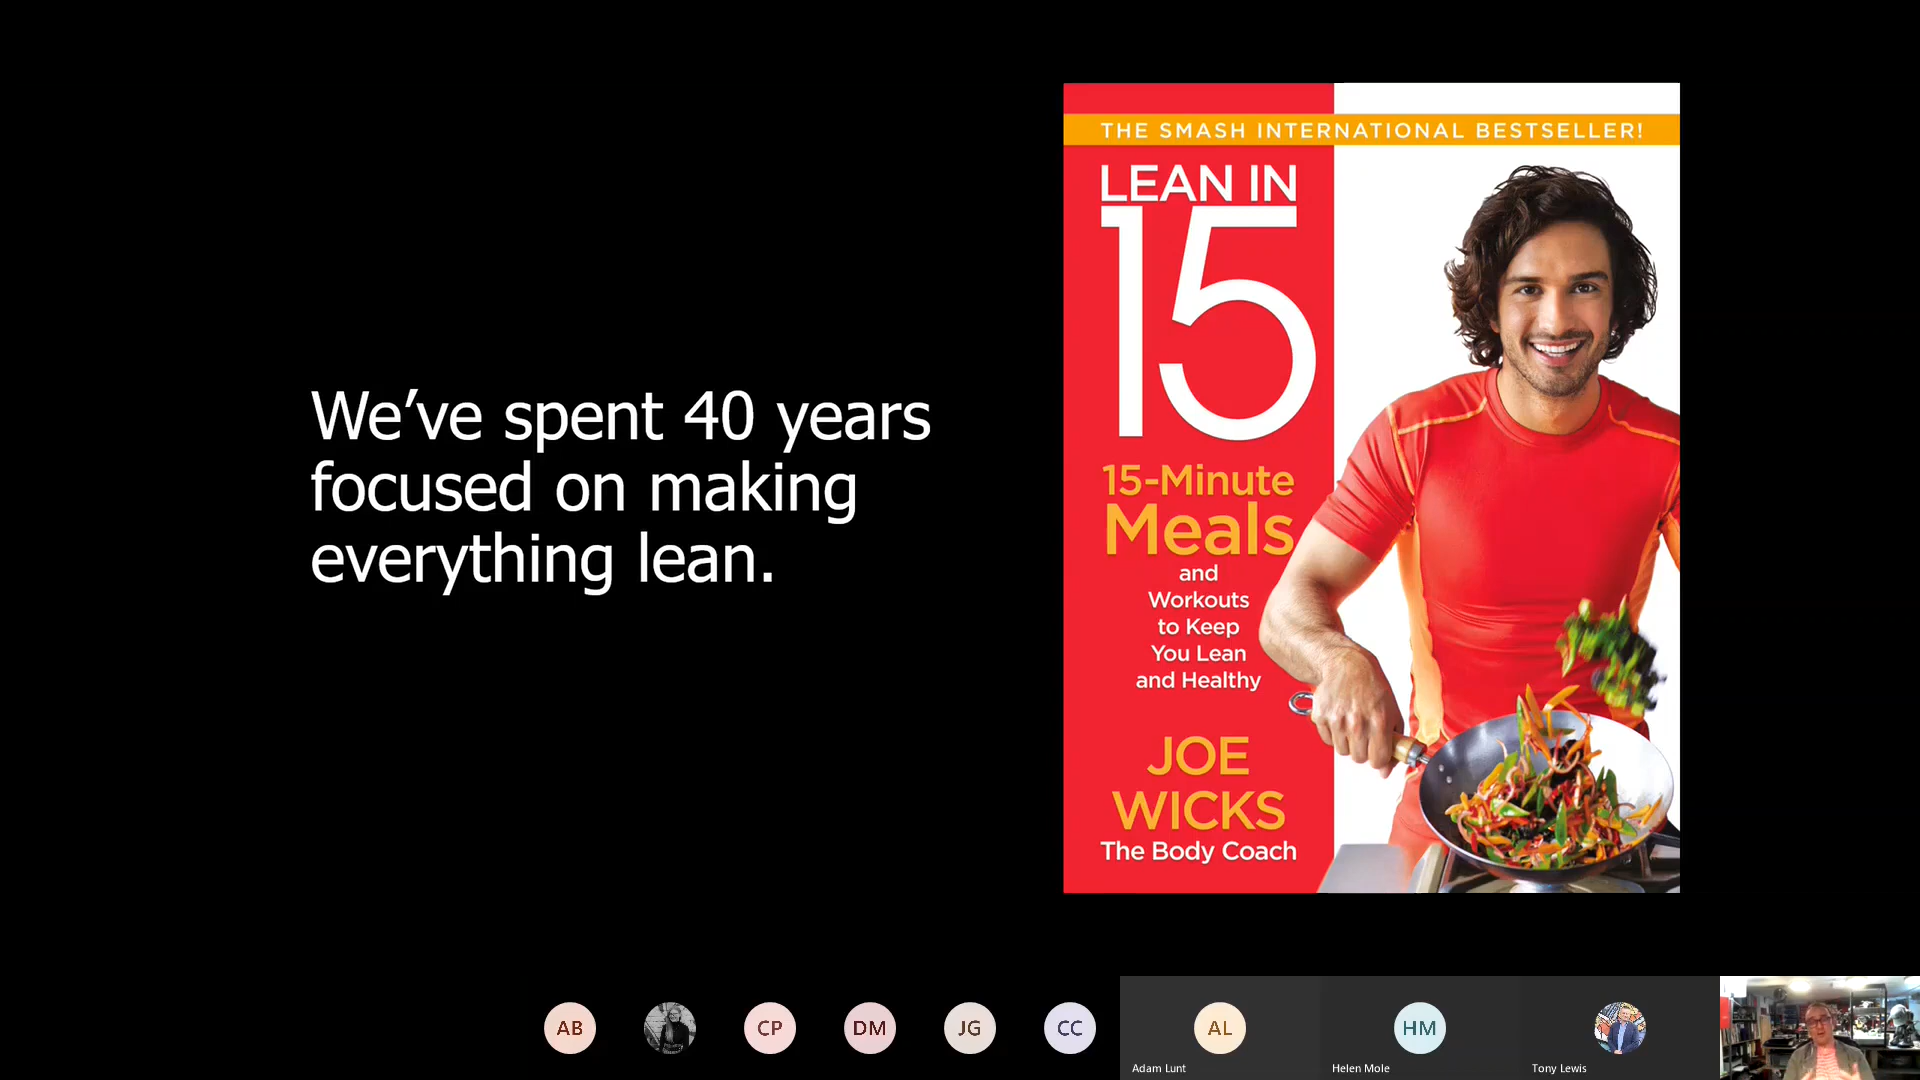 We’ve spent 40 years
focused on making
everything lean.
THE SMASH INTERNATIONAL BESTSELLER!
LEAN IN
15
15-Minute
Meals
and
Workouts
to Keep
You Lean
and Healthy
JOE
WICKS
The Body Coach
AB
CP
DM
JG
CC
AL
HM
Adam Lunt
Helen Mole
Tony Lewis